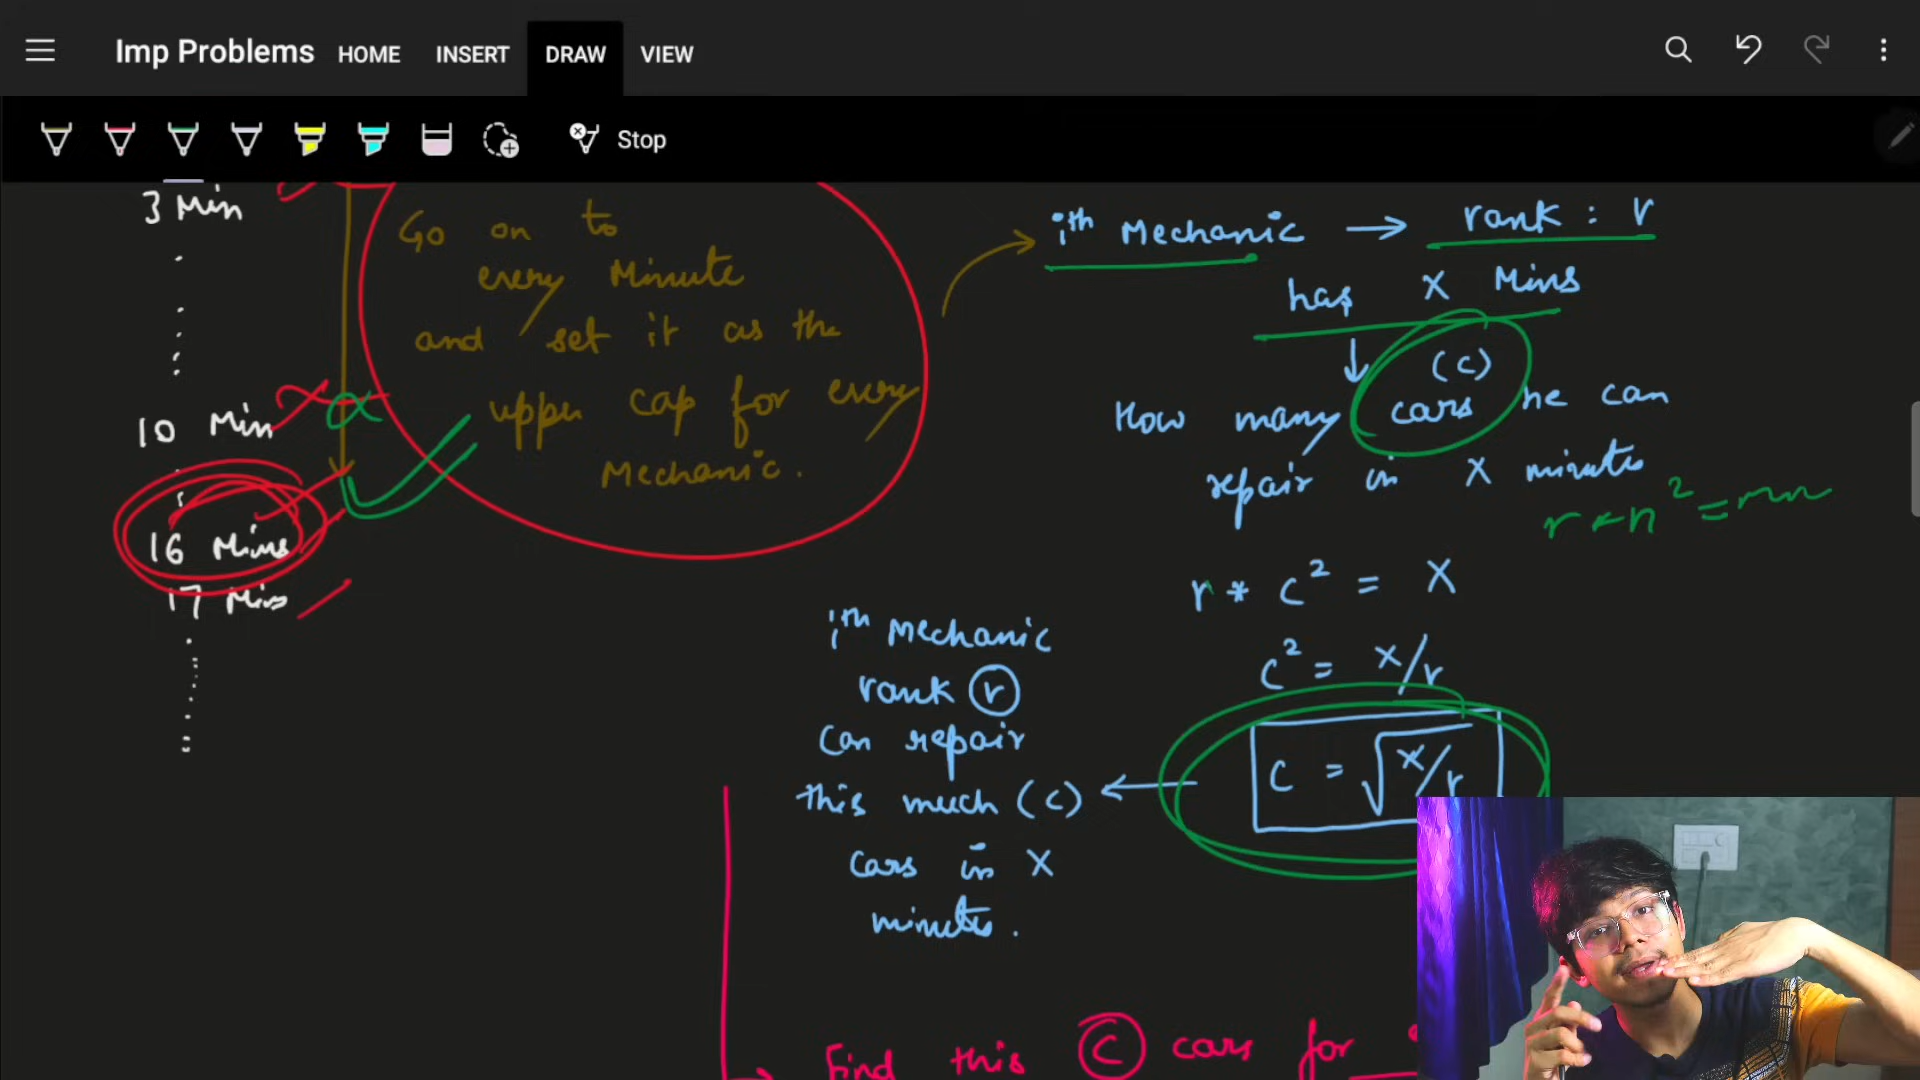 Imp Problems HOME INSERT DRAW VIEW
Stop
3 Min
10 Min
16 Mins
17 Mins
Go on to
every Minute
and set it as the
upper cap for every
Mechanic.
ith Mechanic → rank : r
has X Mins
↓ (c)
How many cars he can
repair in X minutes
r * n² =
r * c² = X
c² = x/r
c = √x/r
ith Mechanic
rank r
Can repair
this much (c)
cars in X
minutes.
Find this C cars for